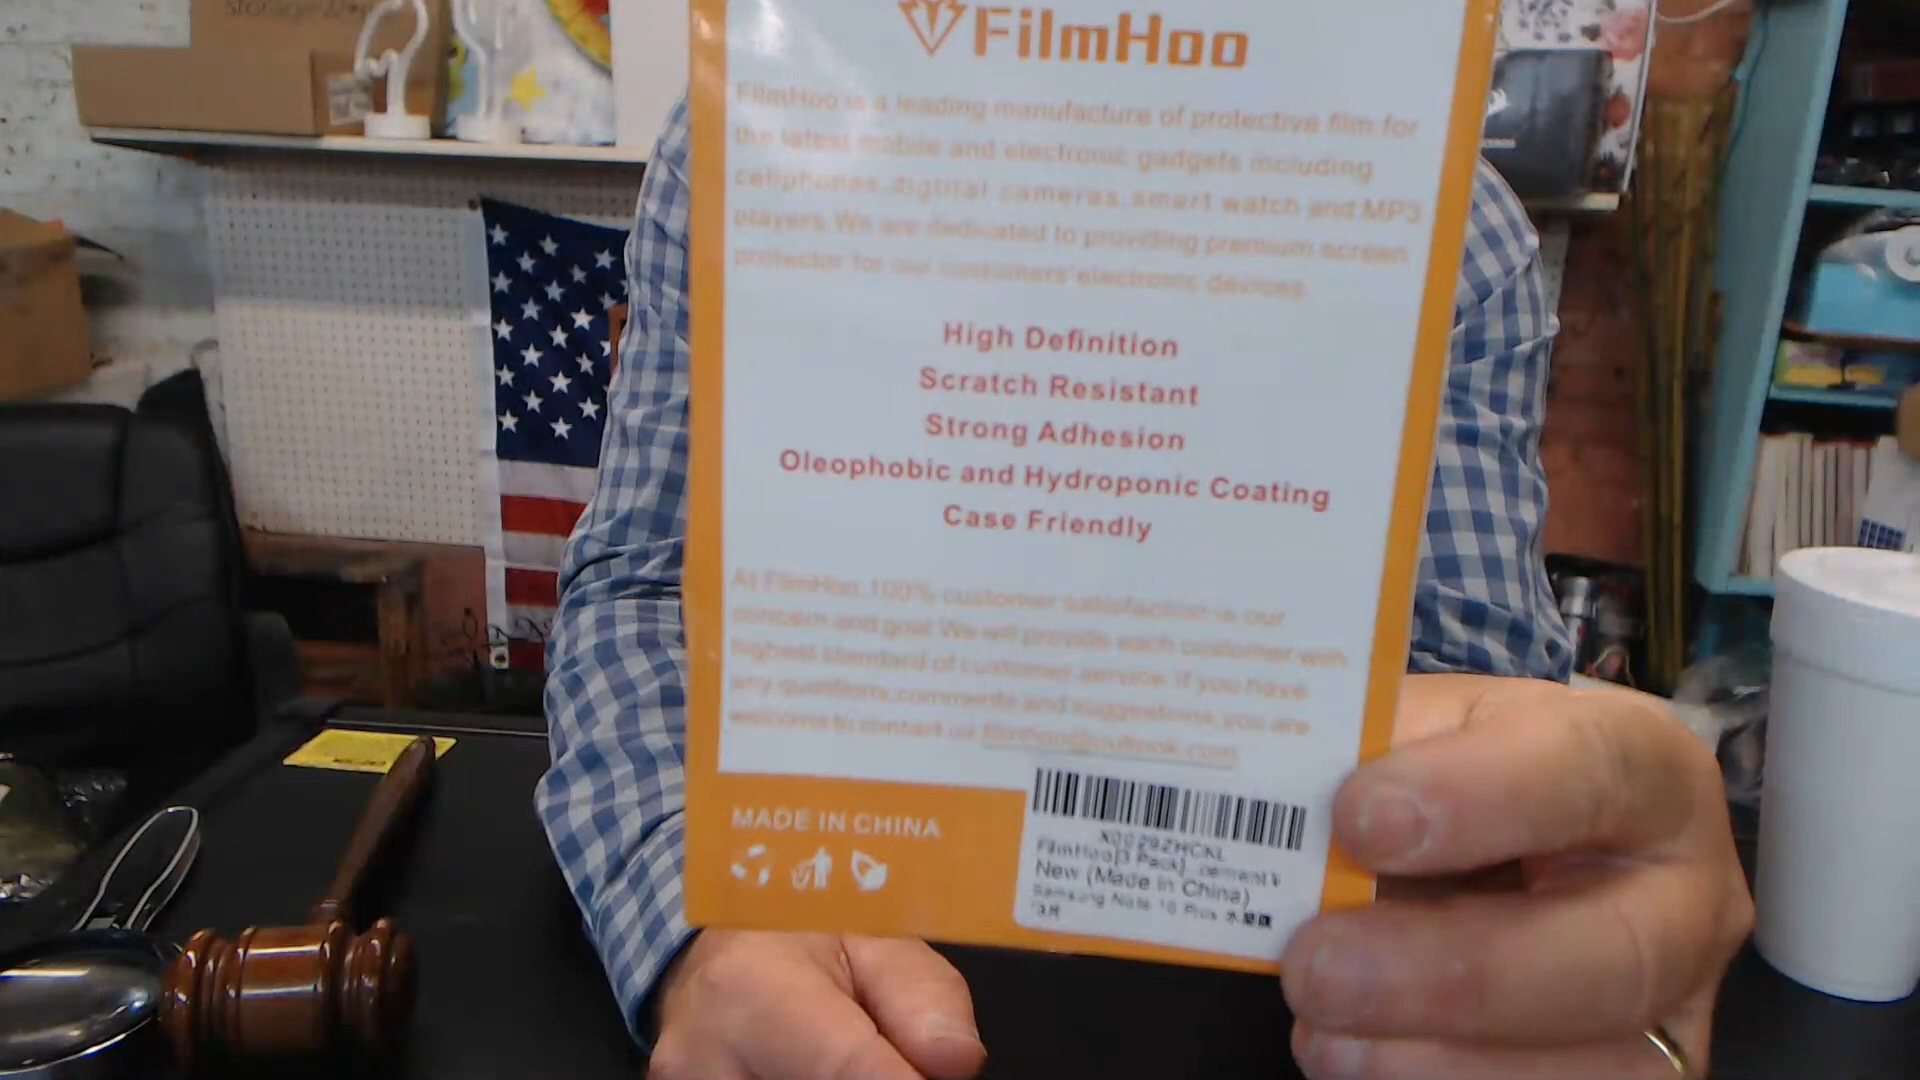 FilmHoo
FilmHoo is a leading manufacture of protective film for
the latest mobile and electronic gadgets including
cellphones,digtital cameras,smart watch and MP3
players.We are dedicated to providing premium screen
protector for our customers' electronic devices.
High Definition
Scratch Resistant
Strong Adhesion
Oleophobic and Hydroponic Coating
Case Friendly
At FilmHoo,100% customer satisfaction is our
concern and goal.We will provide each customer with
highest standard of customer service.If you have
any questions,comments and suggestions,you are
welcome to contact us filmhoo@outlook.com
MADE IN CHINA
X0029ZHCKL
FilmHoo[3 Pack]
New (Made in China)
Samsung Note 10 Plus